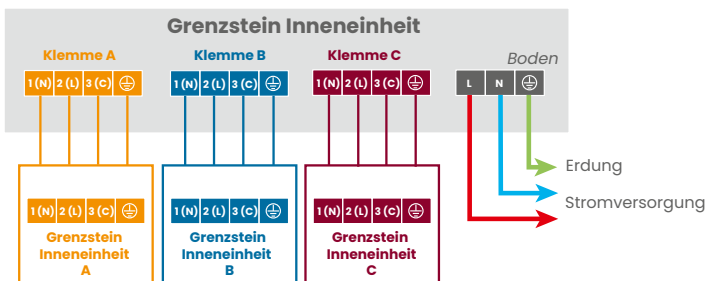 Grenzstein Inneneinheit
Klemme A
Klemme B
Klemme C
Boden
1 (N) 2 (L) 3 (C)
1 (N) 2 (L) 3 (C)
1 (N) 2 (L) 3 (C)
L N
Erdung
Stromversorgung
1 (N) 2 (L) 3 (C)
Grenzstein
Inneneinheit
A
1 (N) 2 (L) 3 (C)
Grenzstein
Inneneinheit
B
1 (N) 2 (L) 3 (C)
Grenzstein
Inneneinheit
C